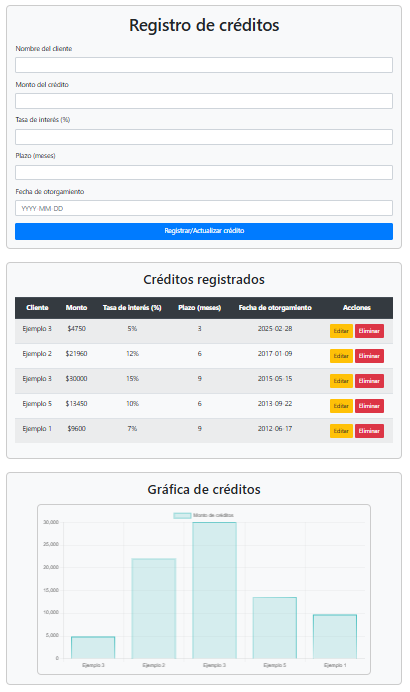 Registro de créditos
Nombre del cliente
Monto del crédito
Tasa de interés (%)
Plazo (meses)
Fecha de otorgamiento
YYYY-MM-DD
Registrar/Actualizar crédito
Créditos registrados
Cliente Monto Tasa de interés (%) Plazo (meses) Fecha de otorgamiento Acciones
Ejemplo 3 $4750 5% 3 2025-02-28 Editar Eliminar
Ejemplo 2 $21960 12% 6 2017-01-09 Editar Eliminar
Ejemplo 3 $30000 15% 9 2015-05-15 Editar Eliminar
Ejemplo 5 $13450 10% 6 2013-09-22 Editar Eliminar
Ejemplo 1 $9600 7% 9 2012-06-17 Editar Eliminar
Gráfica de créditos
Monto de créditos
30,000
25,000
20,000
15,000
10,000
5,000
0
Ejemplo 3 Ejemplo 2 Ejemplo 3 Ejemplo 5 Ejemplo 1